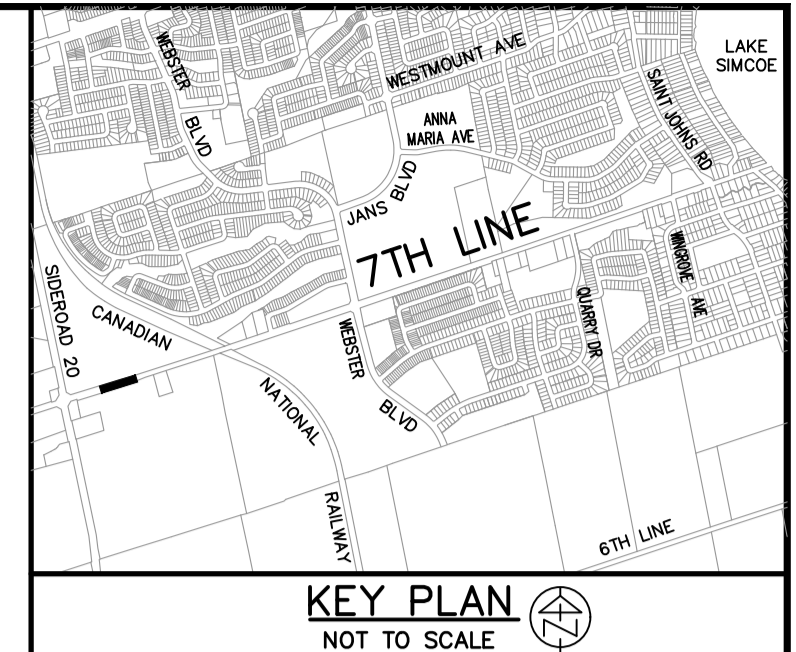 WEBSTER
BLVD
WESTMOUNT AVE
LAKE
SIMCOE
SAINT JOHNS RD
ANNA
MARIA AVE
JANS BLVD
7TH LINE
WINGROVE AVE
SIDEROAD 20
CANADIAN
NATIONAL
RAILWAY
WEBSTER
BLVD
QUARRY DR
6TH LINE
KEY PLAN
N
NOT TO SCALE